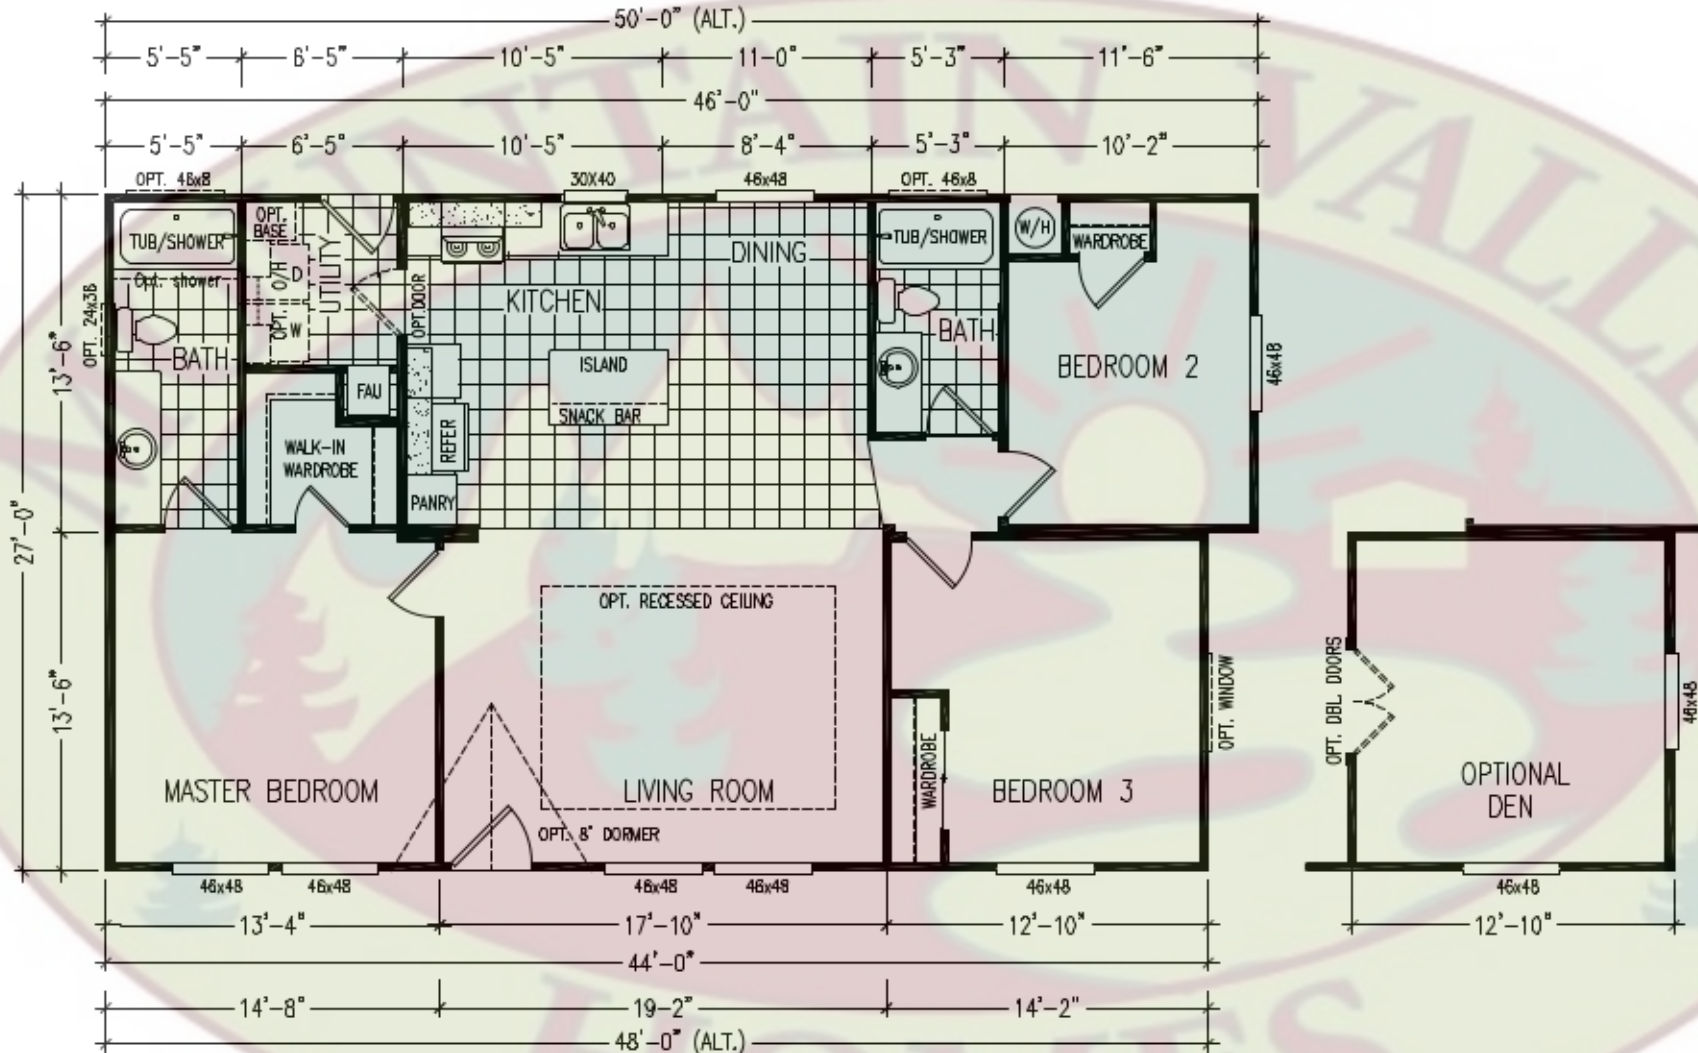 50'-0" (ALT.)
5'-5" 6'-5" 10'-5" 11'-0" 5'-3" 11'-6"
46'-0"
5'-5" 6'-5" 10'-5" 8'-4" 5'-3" 10'-2"
OPT. 46x8 30X40 46x48 OPT. 46x8
MOUNTAIN VALLEY
OPT.
BASE
TUB/SHOWER
UTILITY
OPT. O/H
D
W
DINING
TUB/SHOWER
W/H
WARDROBE
Opt. shower
OPT. 24x36
OPT.DOOR
KITCHEN
BATH
BATH
ISLAND
SNACK BAR
BEDROOM 2
46x48
FAU
REFER
WALK-IN
WARDROBE
PANRY
13'-6"
27'-0"
13'-6"
OPT. RECESSED CEILING
OPT. WINDOW
OPT. DBL DOORS
46x48
WARDROBE
MASTER BEDROOM
LIVING ROOM
BEDROOM 3
OPTIONAL
DEN
OPT. 8" DORMER
46x48 46x48 46x48 46x48 46x48 46x48
13'-4" 17'-10" 12'-10" 12'-10"
44'-0"
14'-8" 19'-2" 14'-2"
48'-0" (ALT.)
HOMES